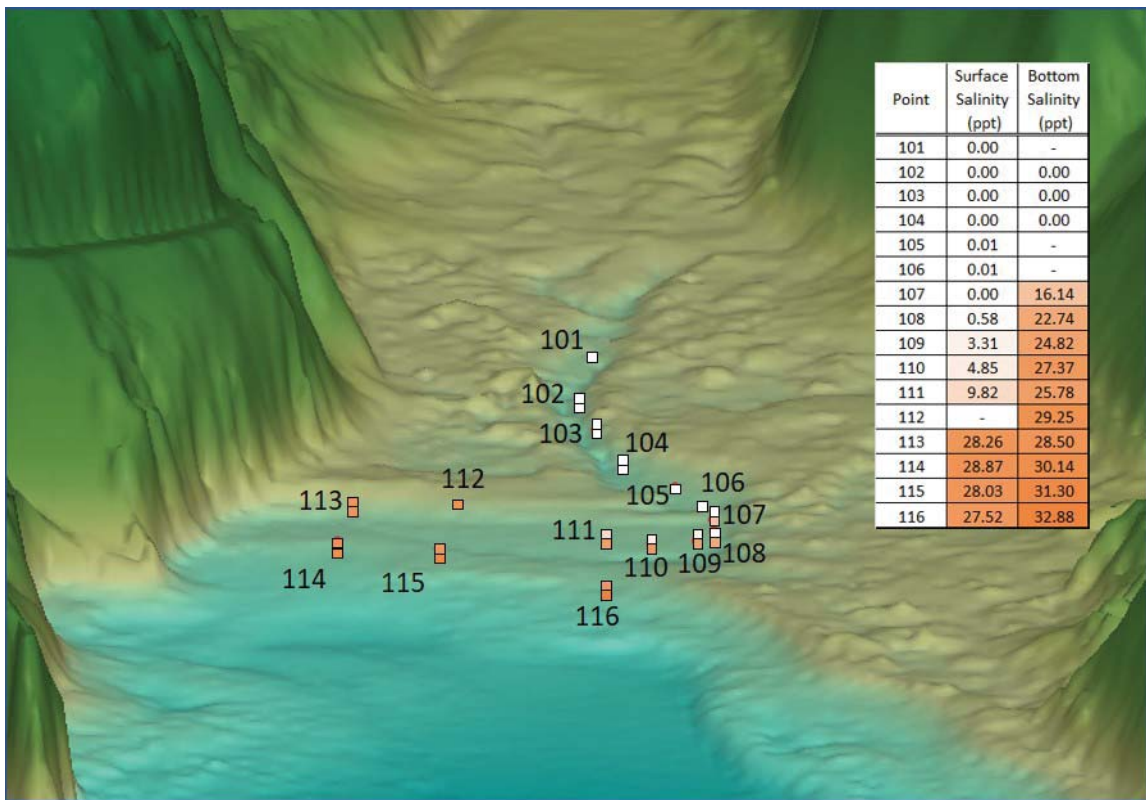 Point Surface Salinity (ppt) Bottom Salinity (ppt)
101 0.00 -
102 0.00 0.00
103 0.00 0.00
104 0.00 0.00
105 0.01 -
106 0.01 -
107 0.00 16.14
108 0.58 22.74
109 3.31 24.82
110 4.85 27.37
111 9.82 25.78
112 - 29.25
113 28.26 28.50
114 28.87 30.14
115 28.03 31.30
116 27.52 32.88
101
102
103
104
105
106
107
108
109
110
111
112
113
114
115
116